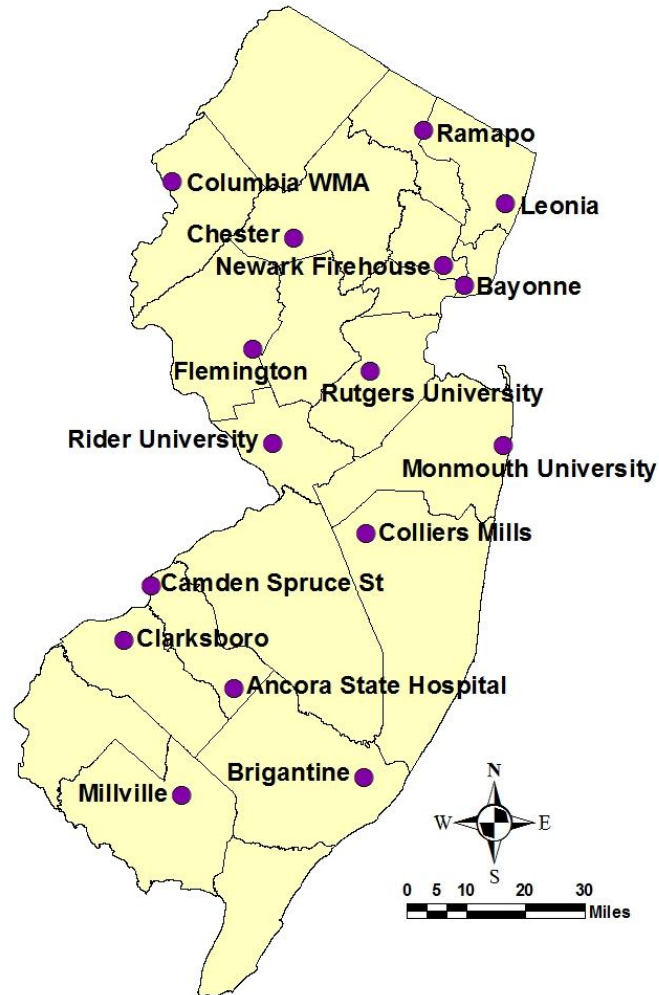 Ramapo
Columbia WMA
Leonia
Chester
Newark Firehouse
Bayonne
Flemington
Rutgers University
Rider University
Monmouth University
Colliers Mills
Camden Spruce St
Clarksboro
Ancora State Hospital
Brigantine
Millville
N
W E
S
0 5 10 20 30
Miles